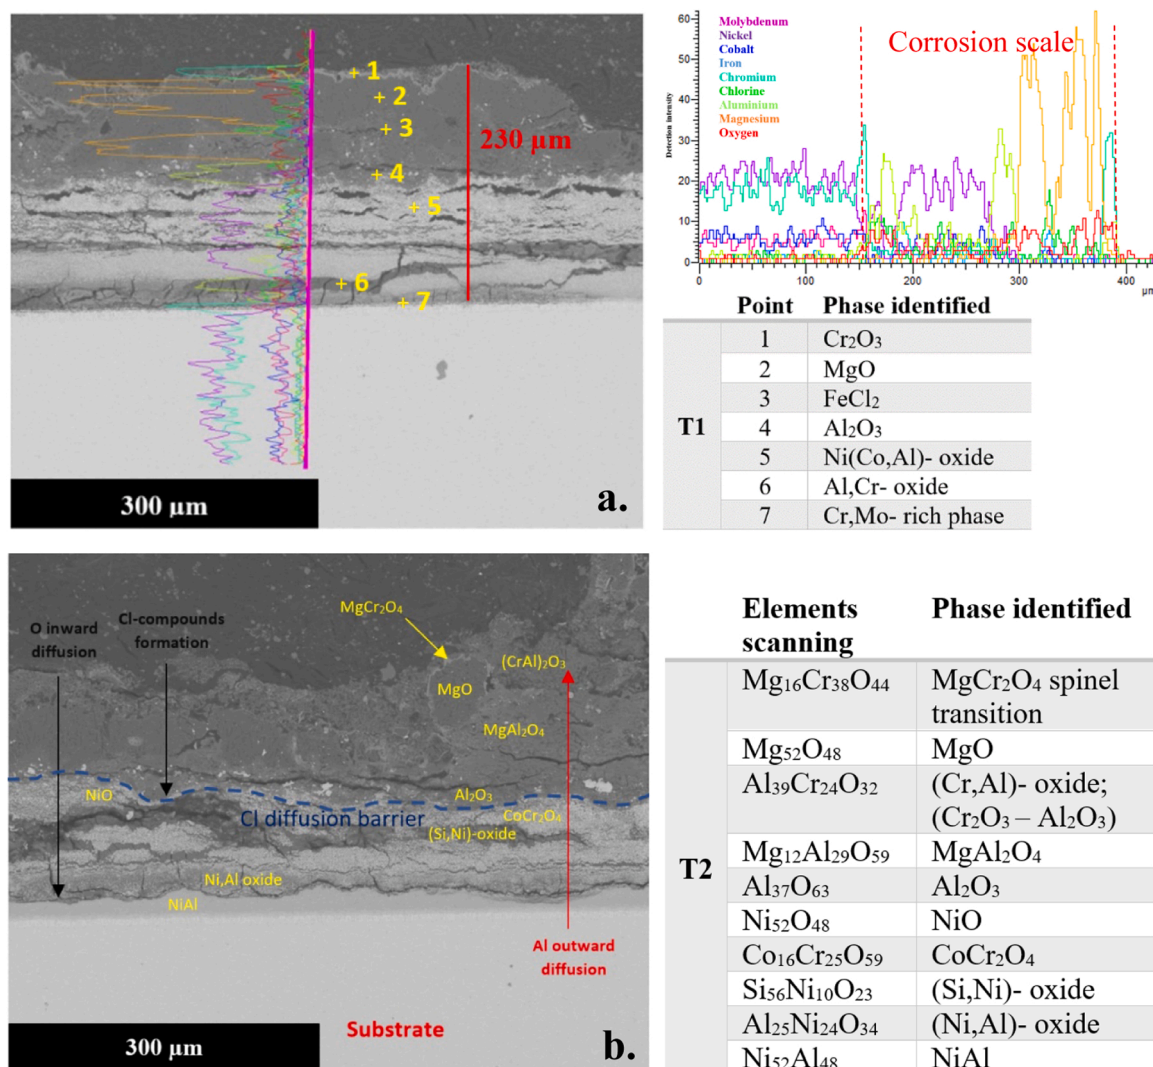 + 1
+ 2
+ 3
+ 4
+ 5
+ 6
+ 7
230 µm
300 µm
a.
Molybdenum
Nickel
Cobalt
Iron
Chromium
Chlorine
Aluminium
Magnesium
Oxygen
Corrosion scale
Detection intensity
60
50
40
30
20
10
0
0 100 200 300 400
µm
Point Phase identified
T1
1 Cr₂O₃
2 MgO
3 FeCl₂
4 Al₂O₃
5 Ni(Co,Al)- oxide
6 Al,Cr- oxide
7 Cr,Mo- rich phase
O inward
diffusion
Cl-compounds
formation
MgCr₂O₄
(CrAl)₂O₃
MgO
MgAl₂O₄
NiO
Al₂O₃
Cl diffusion barrier
CoCr₂O₄
(Si,Ni)-oxide
Ni,Al oxide
NiAl
Al outward
diffusion
Substrate
300 µm
b.
Elements Phase identified
scanning
T2
Mg₁₆Cr₃₈O₄₄ MgCr₂O₄ spinel
transition
Mg₅₂O₄₈ MgO
Al₃₉Cr₂₄O₃₂ (Cr,Al)- oxide;
(Cr₂O₃ – Al₂O₃)
Mg₁₂Al₂₉O₅₉ MgAl₂O₄
Al₃₇O₆₃ Al₂O₃
Ni₅₂O₄₈ NiO
Co₁₆Cr₂₅O₅₉ CoCr₂O₄
Si₅₆Ni₁₀O₂₃ (Si,Ni)- oxide
Al₂₅Ni₂₄O₃₄ (Ni,Al)- oxide
Ni₅₂Al₄₈ NiAl